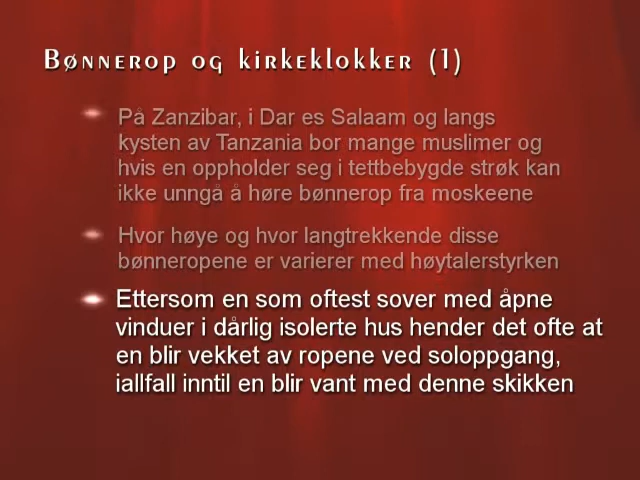 Bønnerop og kirkeklokker (1)
På Zanzibar, i Dar es Salaam og langs
kysten av Tanzania bor mange muslimer og
hvis en oppholder seg i tettbebygde strøk kan
ikke unngå å høre bønnerop fra moskeene
Hvor høye og hvor langtrekkende disse
bønneropene er varierer med høytalerstyrken
Ettersom en som oftest sover med åpne
vinduer i dårlig isolerte hus hender det ofte at
en blir vekket av ropene ved soloppgang,
iallfall inntil en blir vant med denne skikken